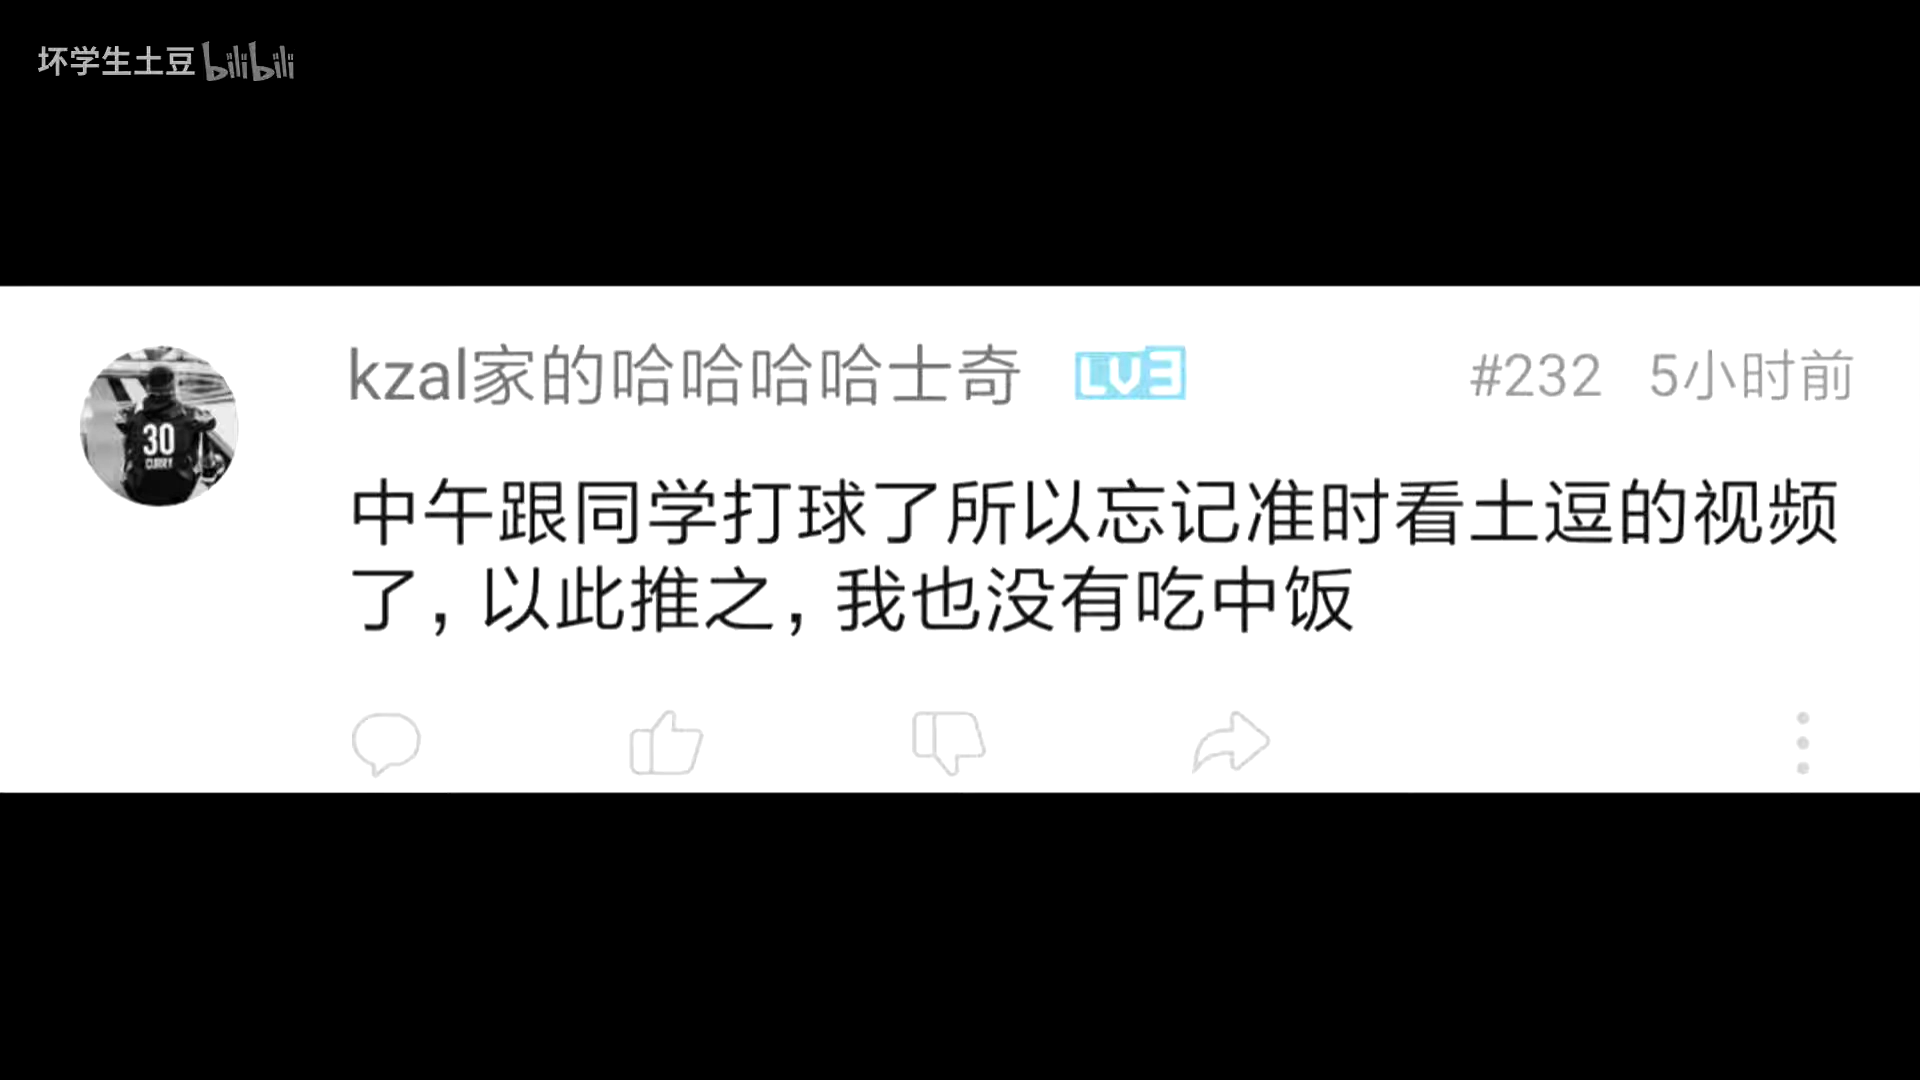 坏学生土豆 bilibili
kzal家的哈哈哈哈士奇 LV3 #232 5小时前
30
CURRY
中午跟同学打球了所以忘记准时看土逗的视频
了，以此推之，我也没有吃中饭